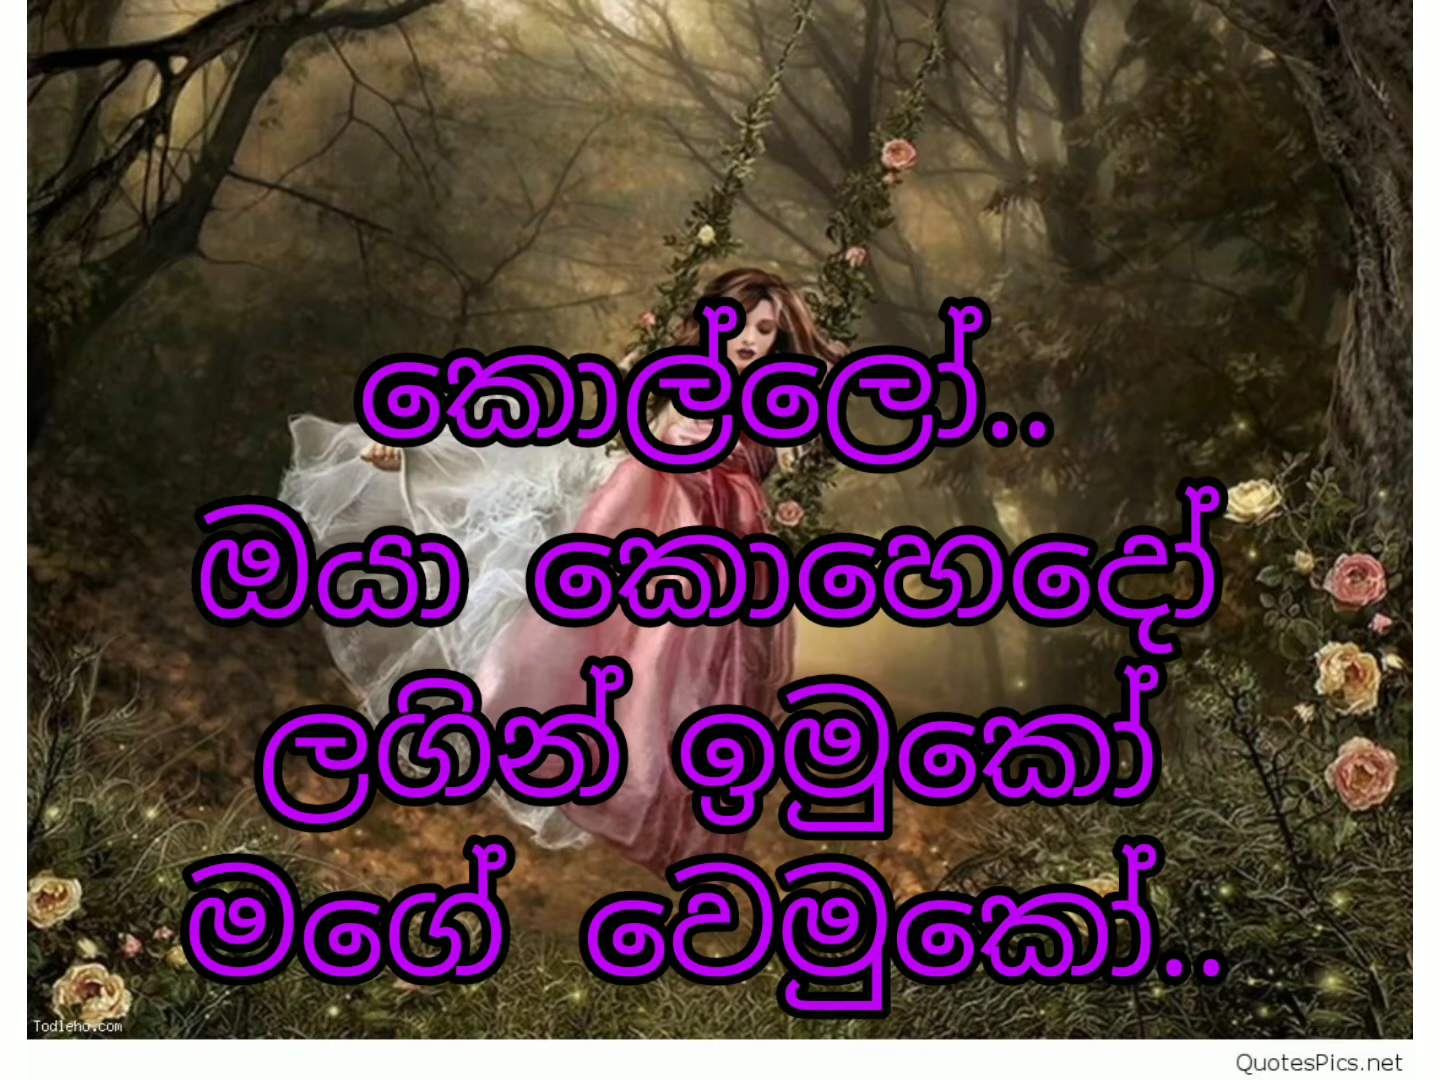 කොල්ලෝ..
ඔයා කොහෙදෝ
ලගින් ඉමුකෝ
මගේ වෙමුකෝ..
Todleho.com
QuotesPics.net